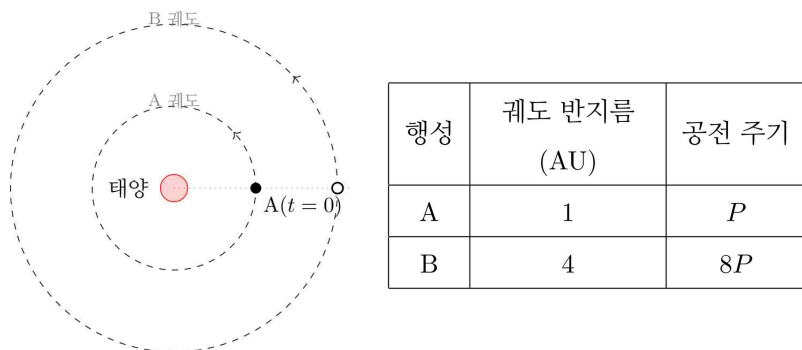 B 궤도
A 궤도
태양
A(t = 0)
행성 궤도 반지름 (AU) 공전 주기
A 1 P
B 4 8P